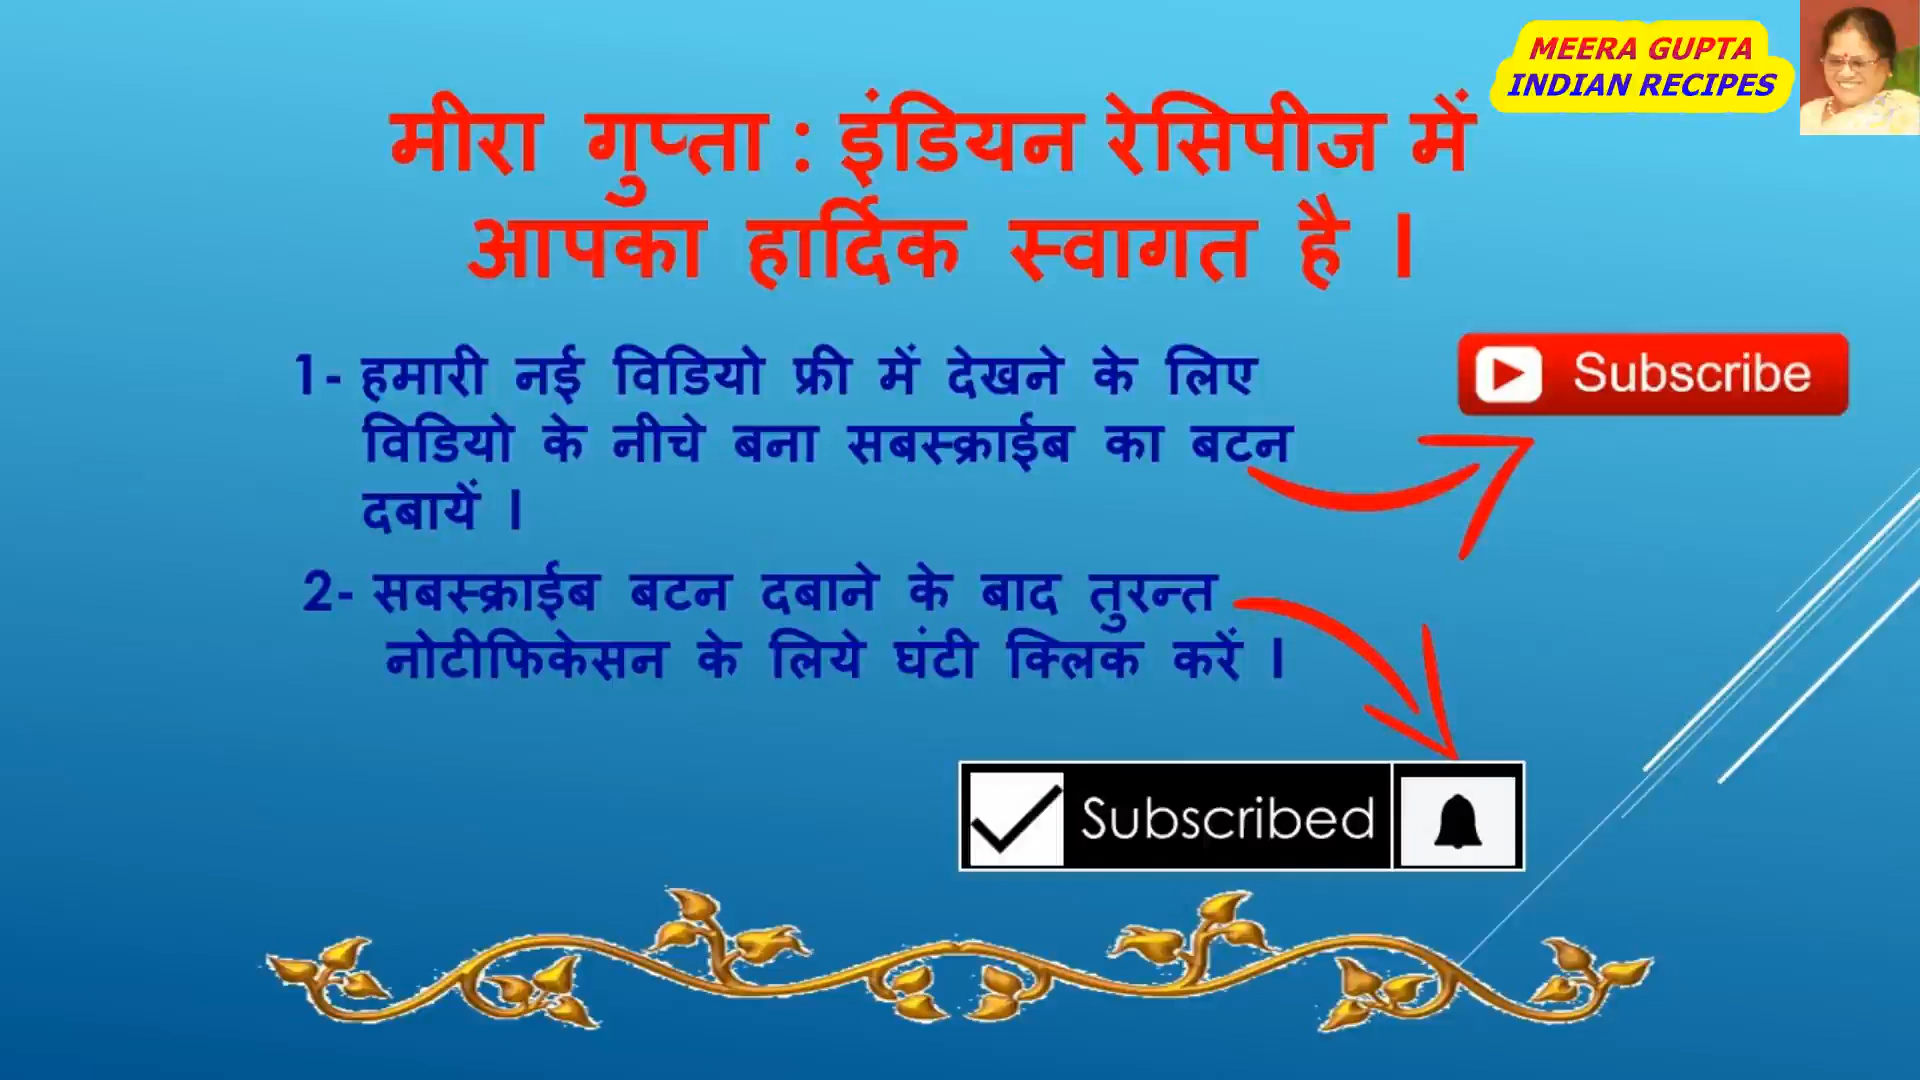 MEERA GUPTA
INDIAN RECIPES
मीरा गुप्ता : इंडियन रेसिपीज में
आपका हार्दिक स्वागत है ।
1- हमारी नई विडियो फ्री में देखने के लिए
विडियो के नीचे बना सबस्क्राईब का बटन
दबायें ।
Subscribe
2- सबस्क्राईब बटन दबाने के बाद तुरन्त
नोटीफिकेसन के लिये घंटी क्लिक करें ।
Subscribed